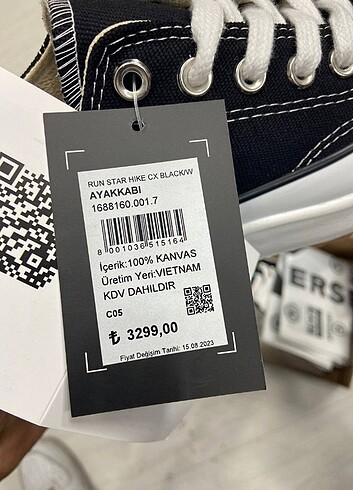 RUN STAR HIKE CX BLACK/W
AYAKKABI
1688160.001.7
8 001036 515164
İçerik:100% KANVAS
Üretim Yeri:VIETNAM
KDV DAHILDIR
C05
₺ 3299,00
Fiyat Değişim Tarihi: 15.08.2023
ERS